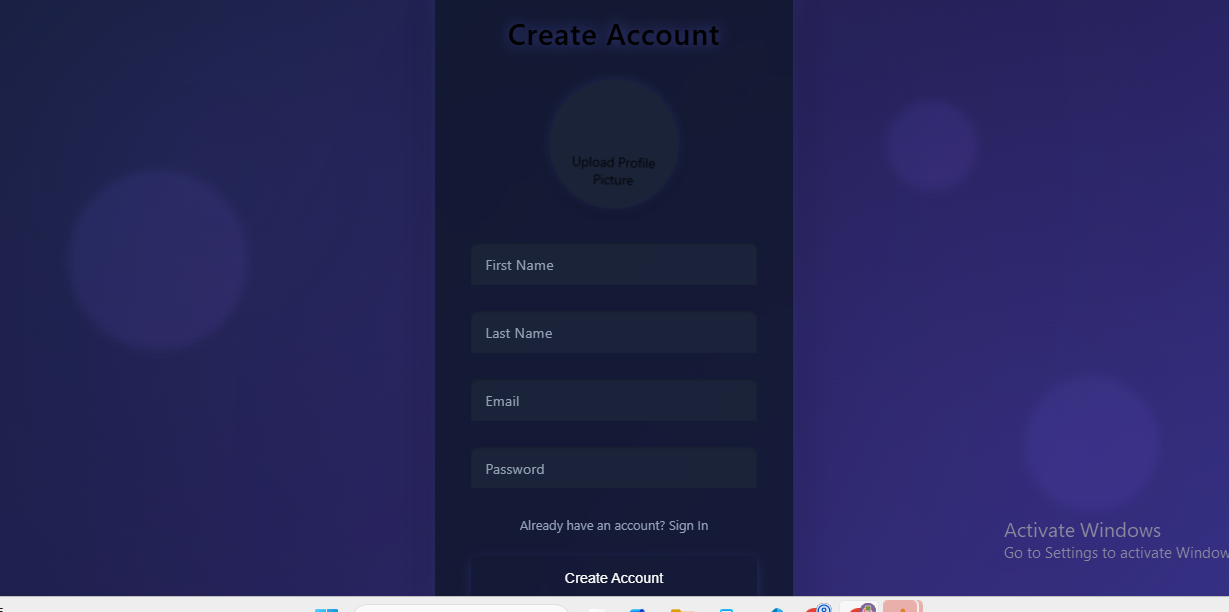 Create Account
Upload Profile
Picture
First Name
Last Name
Email
Password
Already have an account? Sign In
Create Account
Activate Windows
Go to Settings to activate Window